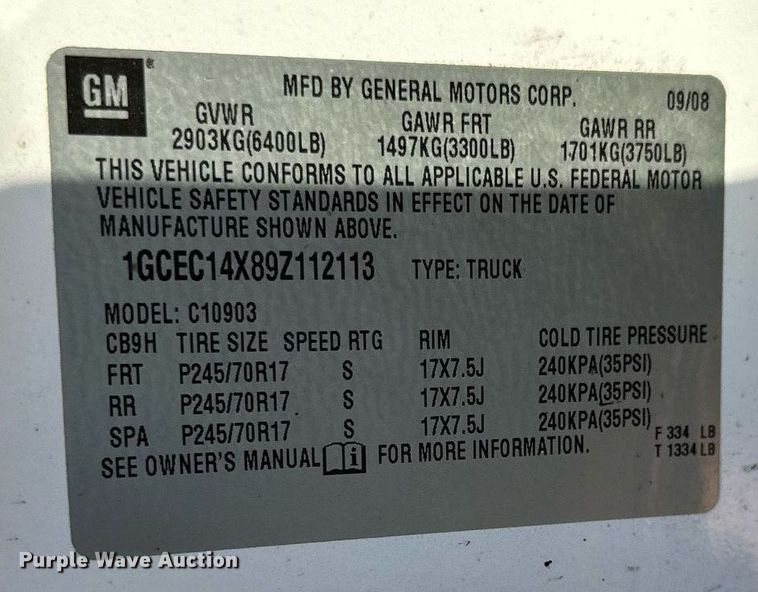 GM®
MFD BY GENERAL MOTORS CORP. 09/08
GVWR GAWR FRT GAWR RR
2903KG(6400LB) 1497KG(3300LB) 1701KG(3750LB)
THIS VEHICLE CONFORMS TO ALL APPLICABLE U.S. FEDERAL MOTOR
VEHICLE SAFETY STANDARDS IN EFFECT ON THE DATE OF
MANUFACTURE SHOWN ABOVE.
1GCEC14X89Z112113 TYPE: TRUCK
MODEL: C10903
CB9H TIRE SIZE SPEED RTG RIM COLD TIRE PRESSURE
FRT P245/70R17 S 17X7.5J 240KPA(35PSI)
RR P245/70R17 S 17X7.5J 240KPA(35PSI)
SPA P245/70R17 S 17X7.5J 240KPA(35PSI)
F 334 LB
SEE OWNER'S MANUAL i FOR MORE INFORMATION. T 1334 LB
Purple Wave Auction